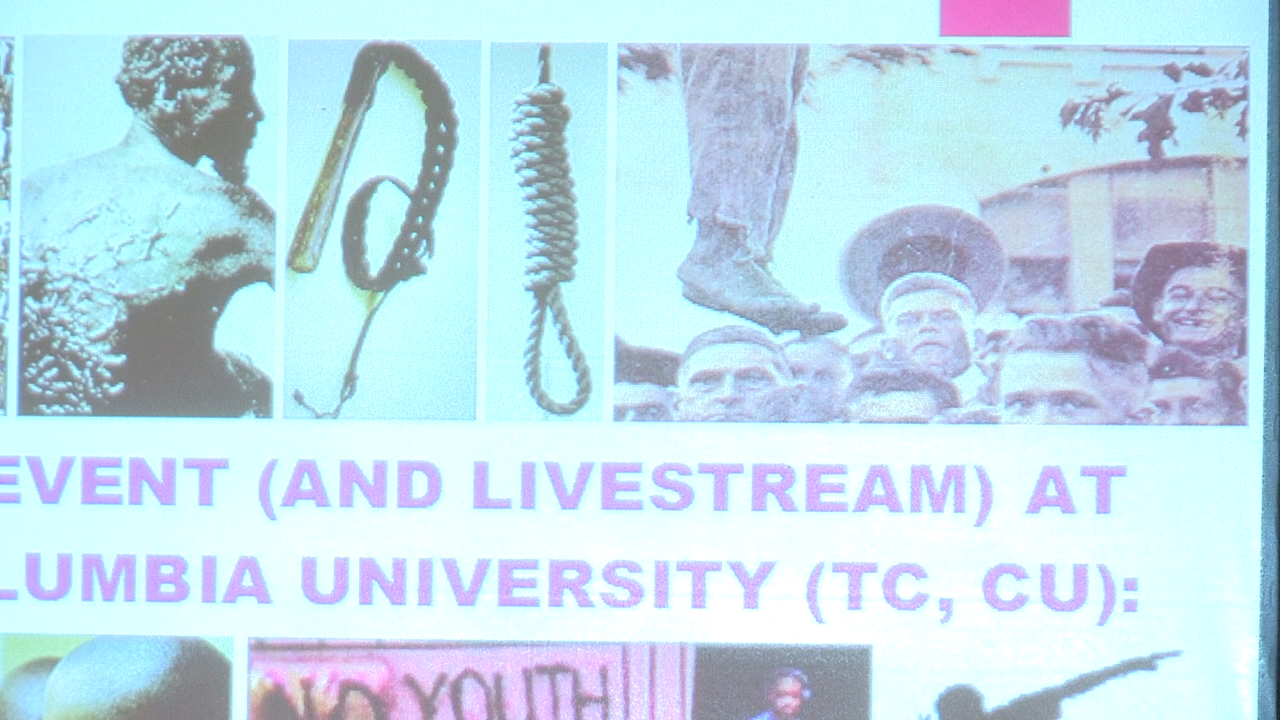 EVENT (AND LIVESTREAM) AT
LUMBIA UNIVERSITY (TC, CU):
YOUTH